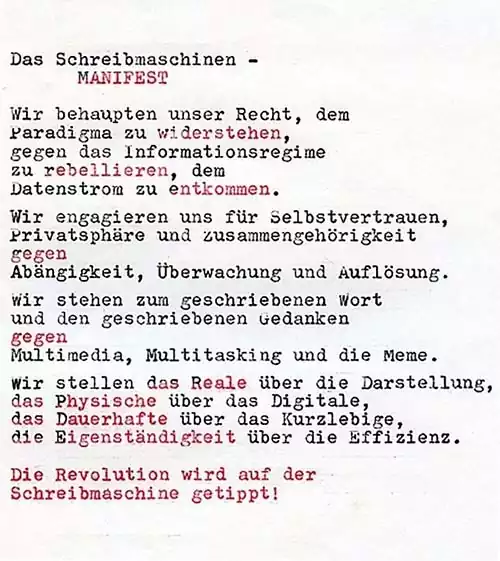 Das Schreibmaschinen -
MANIFEST
Wir behaupten unser Recht, dem
Paradigma zu widerstehen,
gegen das Informationsregime
zu rebellieren, dem
Datenstrom zu entkommen.
Wir engagieren uns für Selbstvertrauen,
Privatsphäre und Zusammengehörigkeit
gegen
Abängigkeit, Überwachung und Auflösung.
Wir stehen zum geschriebenen Wort
und den geschriebenen Gedanken
gegen
Multimedia, Multitasking und die Meme.
Wir stellen das Reale über die Darstellung,
das Physische über das Digitale,
das Dauerhafte über das Kurzlebige,
die Eigenständigkeit über die Effizienz.
Die Revolution wird auf der
Schreibmaschine getippt!